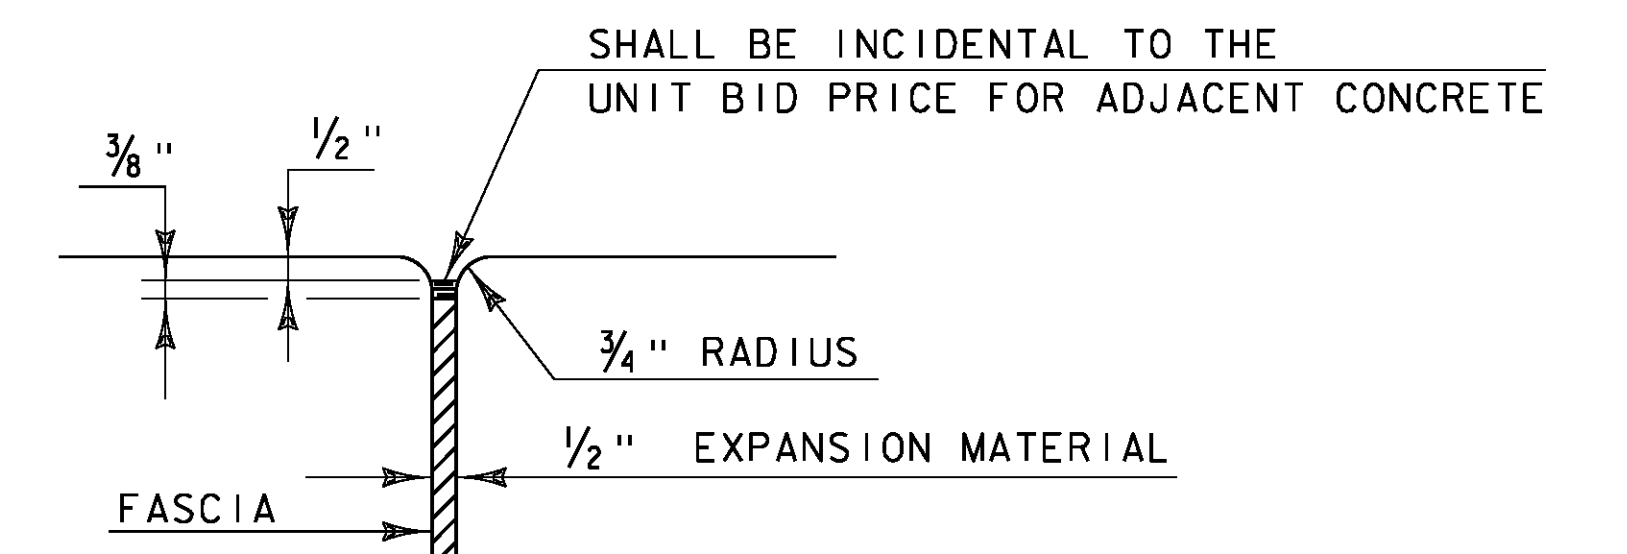 SHALL BE INCIDENTAL TO THE
UNIT BID PRICE FOR ADJACENT CONCRETE
3/8"
1/2"
3/4" RADIUS
1/2" EXPANSION MATERIAL
FASCIA